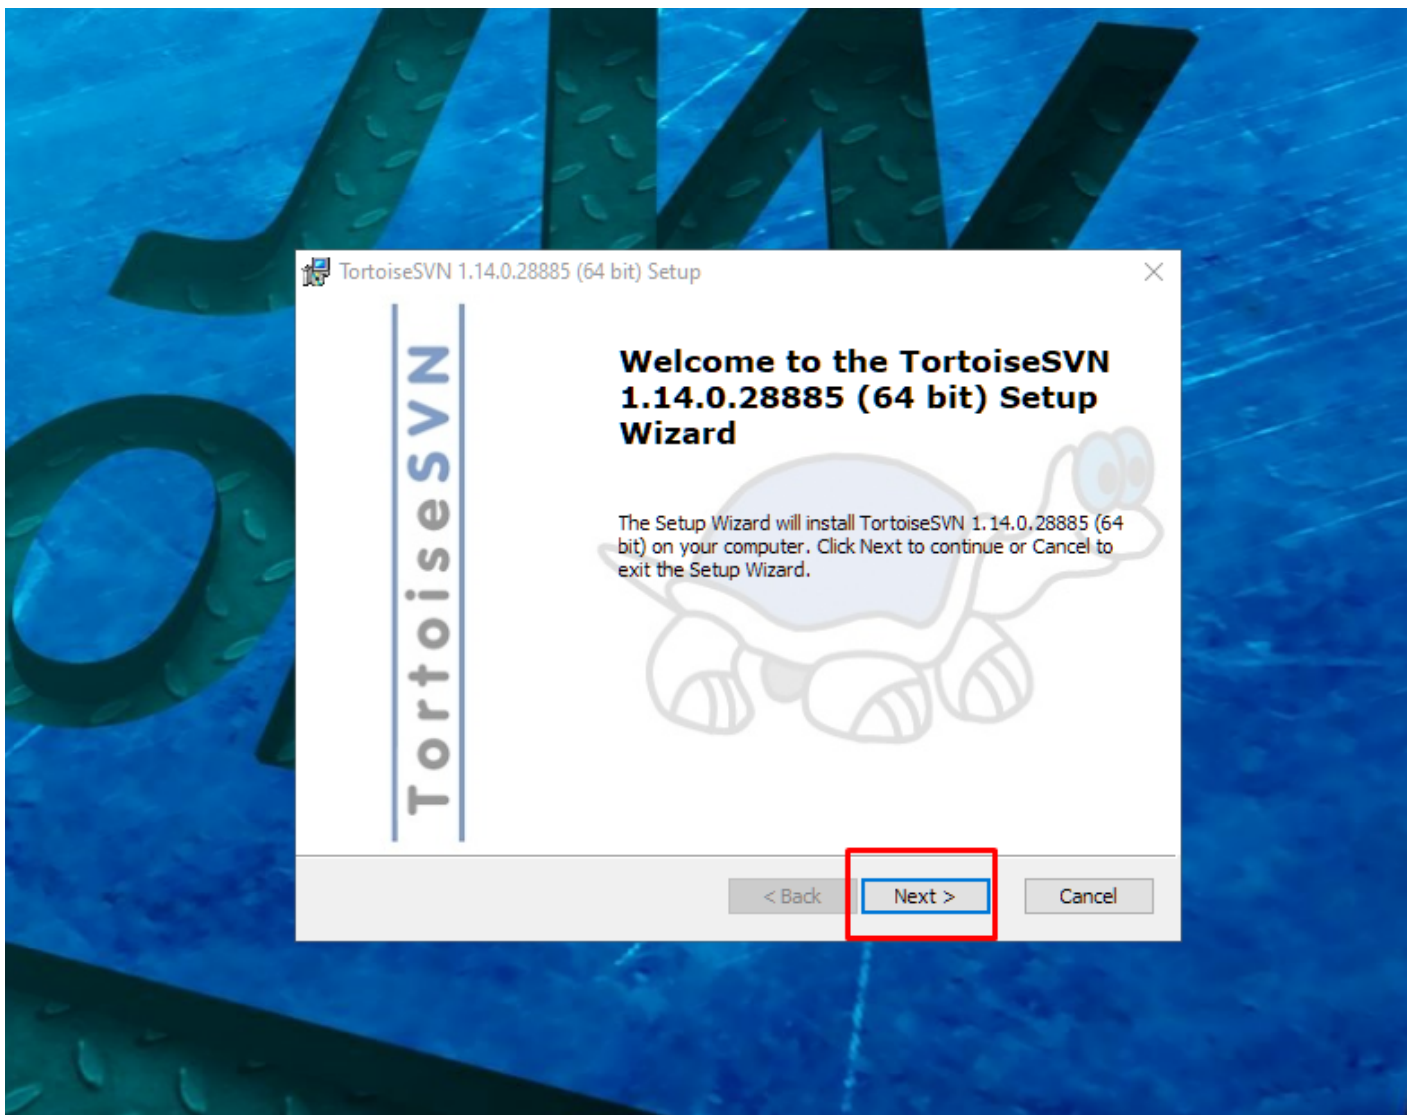 TortoiseSVN 1.14.0.28885 (64 bit) Setup
TortoiseSVN
Welcome to the TortoiseSVN
1.14.0.28885 (64 bit) Setup
Wizard
The Setup Wizard will install TortoiseSVN 1.14.0.28885 (64
bit) on your computer. Click Next to continue or Cancel to
exit the Setup Wizard.
< Back
Next >
Cancel